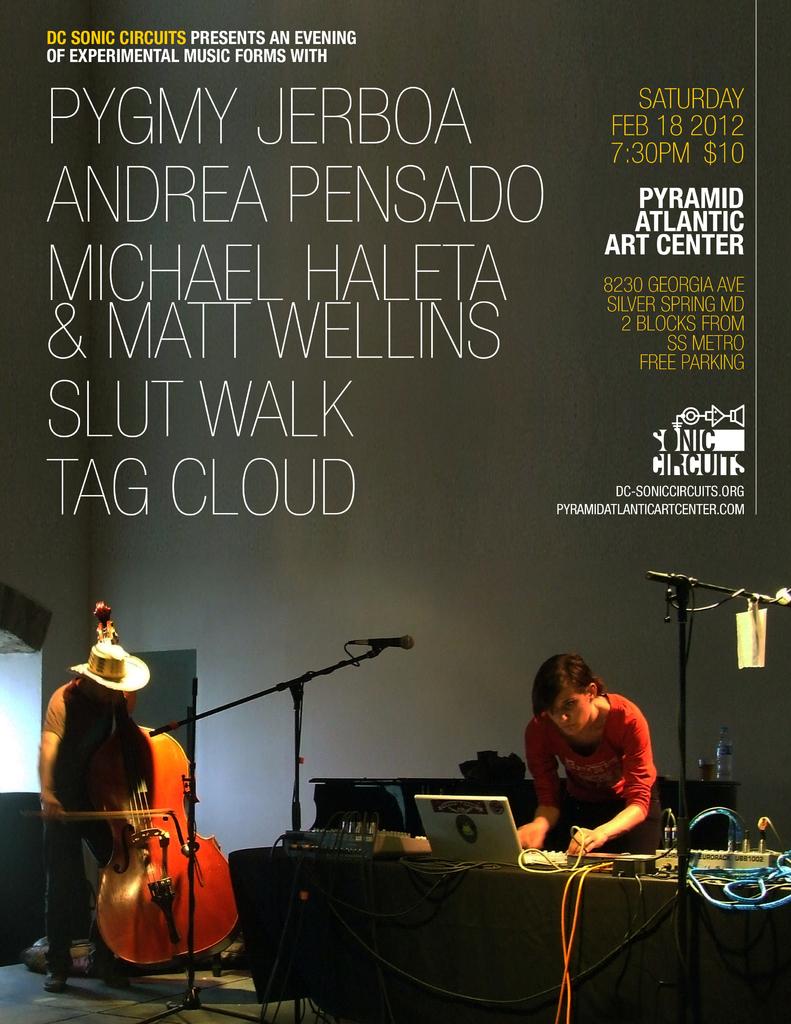 DC SONIC CIRCUITS PRESENTS AN EVENING
OF EXPERIMENTAL MUSIC FORMS WITH
PYGMY JERBOA
ANDREA PENSADO
MICHAEL HALETA
& MATT WELLINS
SLUT WALK
TAG CLOUD
SATURDAY
FEB 18 2012
7:30PM $10
PYRAMID
ATLANTIC
ART CENTER
8230 GEORGIA AVE
SILVER SPRING MD
2 BLOCKS FROM
SS METRO
FREE PARKING
SONIC
CIRCUITS
DC-SONICCIRCUITS.ORG
PYRAMIDATLANTICARTCENTER.COM
EURORACK UBB1002